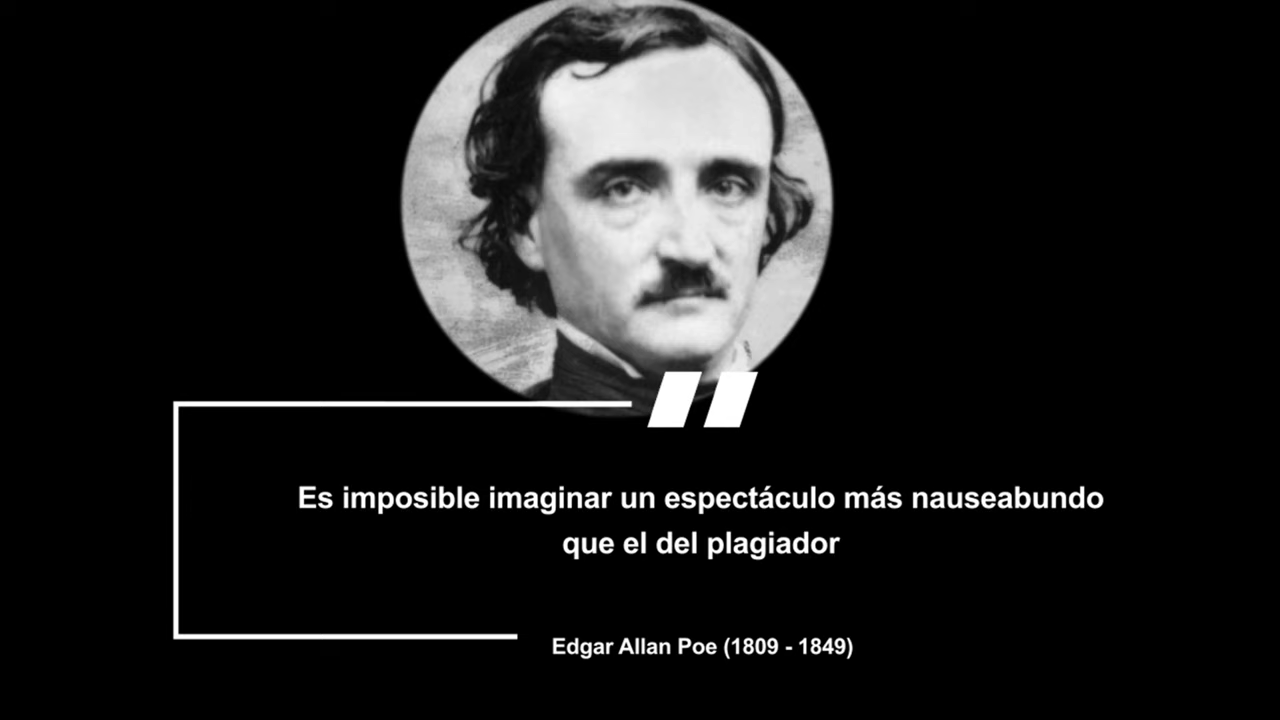 Es imposible imaginar un espectáculo más nauseabundo
que el del plagiador
Edgar Allan Poe (1809 - 1849)